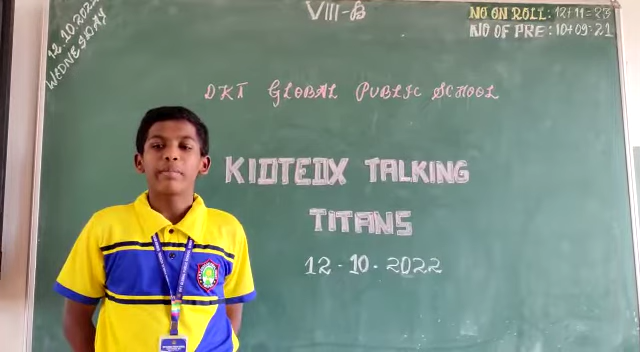 VIII-B
12.10.2022
WEDNESDAY
NO ON ROLL: 12+11=23
NO OF PRE: 10+09=21
DKT GLOBAL PUBLIC SCHOOL
KIDTEDX TALKING
TITANS
12-10-2022